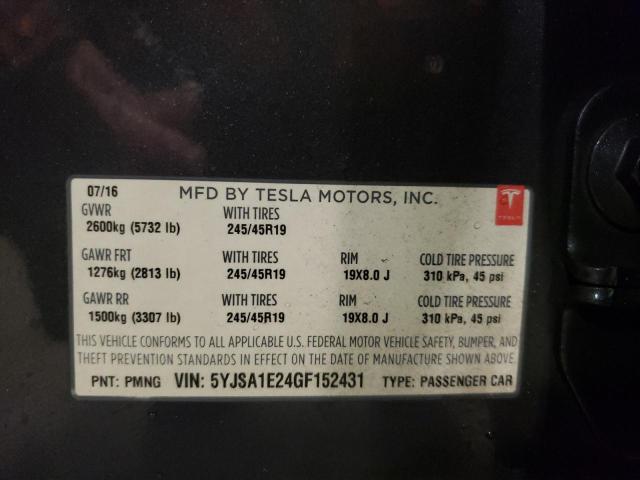 07/16 MFD BY TESLA MOTORS, INC.
TESLA
GVWR WITH TIRES
2600kg (5732 lb) 245/45R19
GAWR FRT WITH TIRES RIM COLD TIRE PRESSURE
1276kg (2813 lb) 245/45R19 19X8.0 J 310 kPa, 45 psi
GAWR RR WITH TIRES RIM COLD TIRE PRESSURE
1500kg (3307 lb) 245/45R19 19X8.0 J 310 kPa, 45 psi
THIS VEHICLE CONFORMS TO ALL APPLICABLE U.S. FEDERAL MOTOR VEHICLE SAFETY, BUMPER, AND
THEFT PREVENTION STANDARDS IN EFFECT ON THE DATE OF MANUFACTURE SHOWN ABOVE.
PNT: PMNG VIN: 5YJSA1E24GF152431 TYPE: PASSENGER CAR